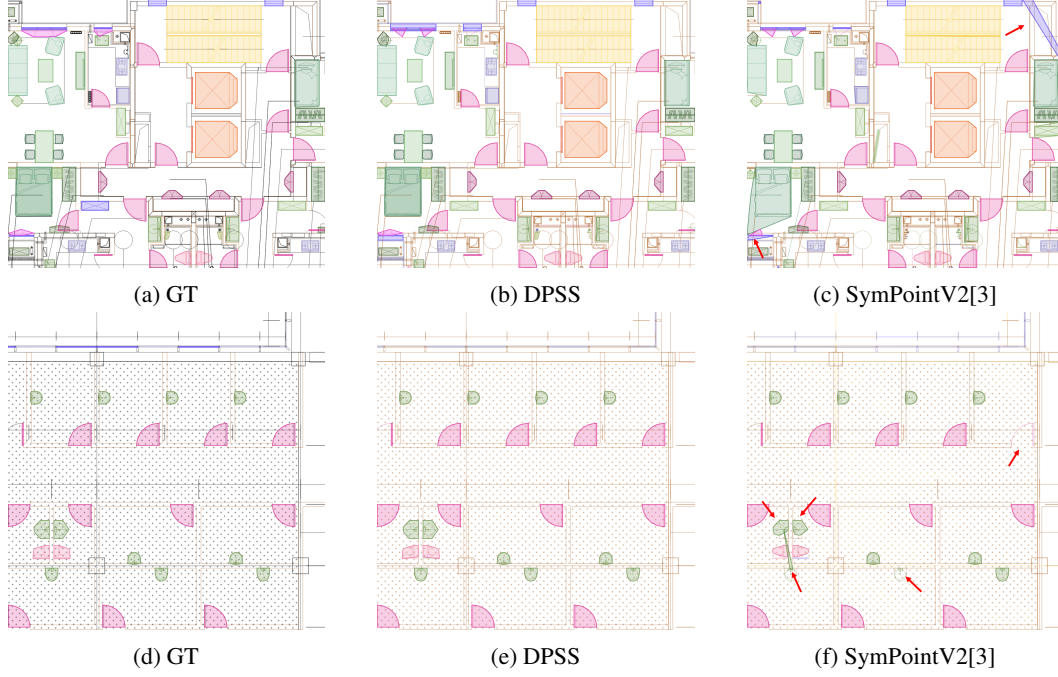 (a) GT
(b) DPSS
(c) SymPointV2[3]
(d) GT
(e) DPSS
(f) SymPointV2[3]